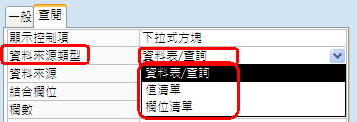 一般 查閱
顯示控制項 下拉式方塊
資料來源類型 資料表/查詢
資料來源 資料表/查詢
結合欄位 值清單
欄數 欄位清單